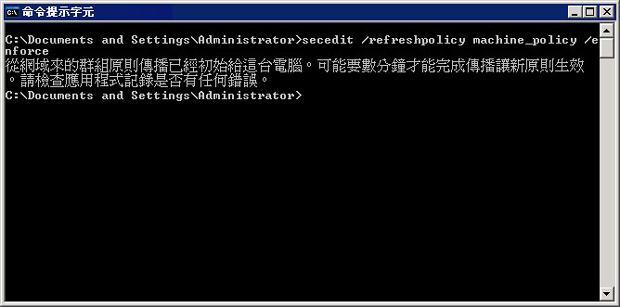 命令提示字元
C:\Documents and Settings\Administrator>secedit /refreshpolicy machine_policy /e
nforce
從網域來的群組原則傳播已經初始給這台電腦。可能要數分鐘才能完成傳播讓新原則生效
。請檢查應用程式記錄是否有任何錯誤。
C:\Documents and Settings\Administrator>